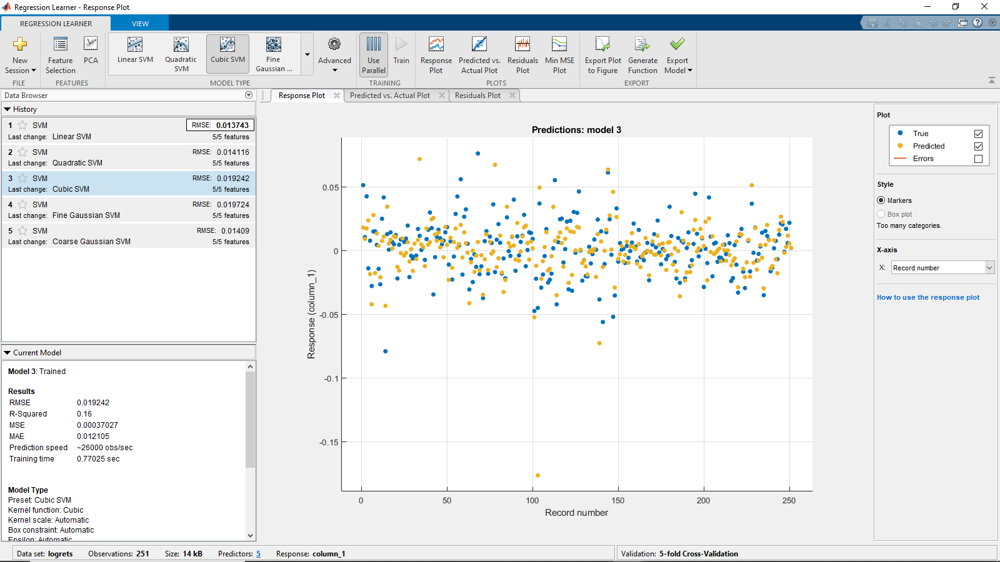 Regression Learner - Response Plot
REGRESSION LEARNER
VIEW
New Session
Feature Selection
PCA
Linear SVM
Quadratic SVM
Cubic SVM
Fine Gaussian ...
Advanced
Use Parallel
Train
Response Plot
Predicted vs. Actual Plot
Residuals Plot
Min MSE Plot
Export Plot to Figure
Generate Function
Export Model
FILE
FEATURES
MODEL TYPE
TRAINING
PLOTS
EXPORT
Data Browser
History
1 SVM RMSE: 0.013743
Last change: Linear SVM 5/5 features
2 SVM RMSE: 0.014116
Last change: Quadratic SVM 5/5 features
3 SVM RMSE: 0.019242
Last change: Cubic SVM 5/5 features
4 SVM RMSE: 0.019724
Last change: Fine Gaussian SVM 5/5 features
5 SVM RMSE: 0.01409
Last change: Coarse Gaussian SVM 5/5 features
Current Model
Model 3: Trained
Results
RMSE 0.019242
R-Squared 0.16
MSE 0.00037027
MAE 0.012105
Prediction speed ~26000 obs/sec
Training time 0.77025 sec
Model Type
Preset: Cubic SVM
Kernel function: Cubic
Kernel scale: Automatic
Box constraint: Automatic
Epsilon: Automatic
Response Plot
Predicted vs. Actual Plot
Residuals Plot
Predictions: model 3
Response (column_1)
0.05
0
-0.05
-0.1
-0.15
0 50 100 150 200 250
Record number
Plot
True
Predicted
Errors
Style
Markers
Box plot
Too many categories.
X-axis
X: Record number
How to use the response plot
Data set: logrets Observations: 251 Size: 14 kB Predictors: 5 Response: column_1
Validation: 5-fold Cross-Validation